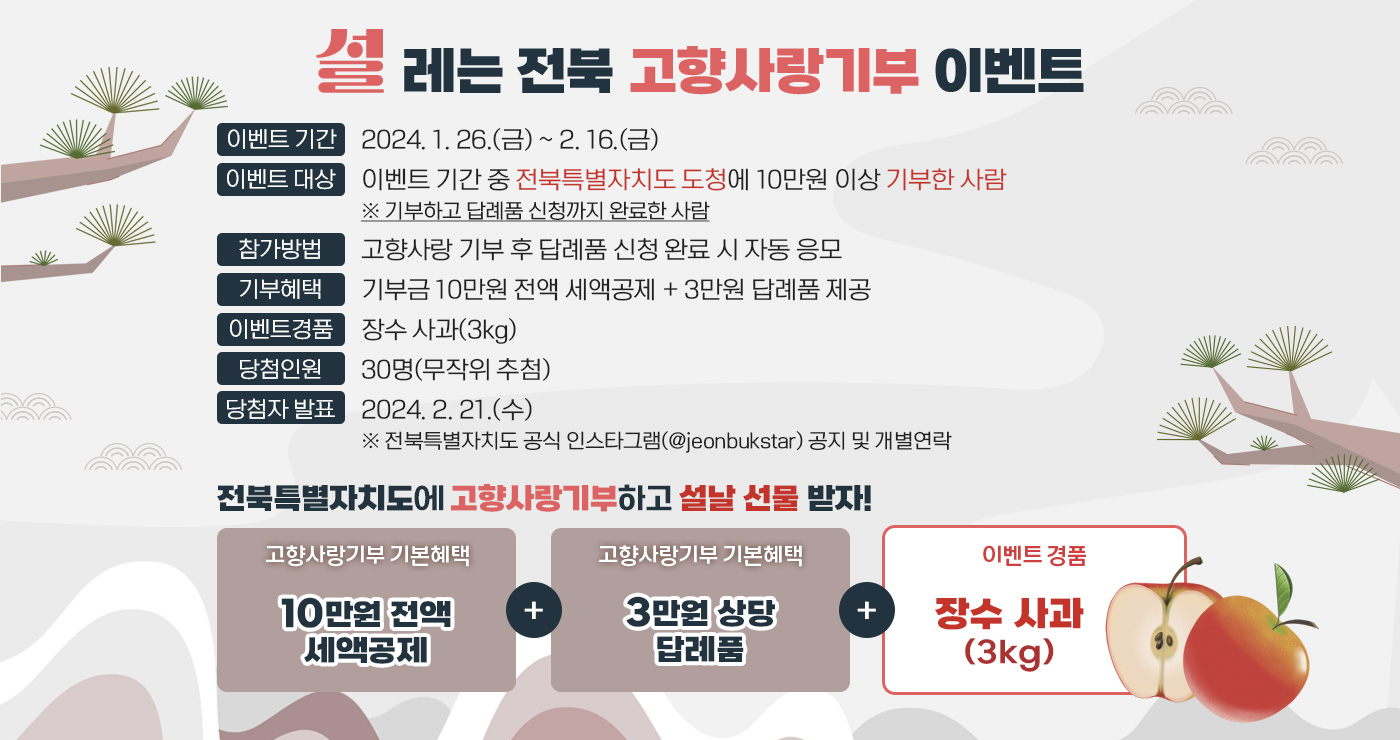 설레는 전북 고향사랑기부 이벤트
이벤트 기간 2024. 1. 26.(금) ~ 2. 16.(금)
이벤트 대상 이벤트 기간 중 전북특별자치도 도청에 10만원 이상 기부한 사람
※ 기부하고 답례품 신청까지 완료한 사람
참가방법 고향사랑 기부 후 답례품 신청 완료 시 자동 응모
기부혜택 기부금 10만원 전액 세액공제 + 3만원 답례품 제공
이벤트경품 장수 사과(3kg)
당첨인원 30명(무작위 추첨)
당첨자 발표 2024. 2. 21.(수)
※ 전북특별자치도 공식 인스타그램(@jeonbukstar) 공지 및 개별연락
전북특별자치도에 고향사랑기부하고 설날 선물 받자!
고향사랑기부 기본혜택
10만원 전액
세액공제
+
고향사랑기부 기본혜택
3만원 상당
답례품
+
이벤트 경품
장수 사과
(3kg)